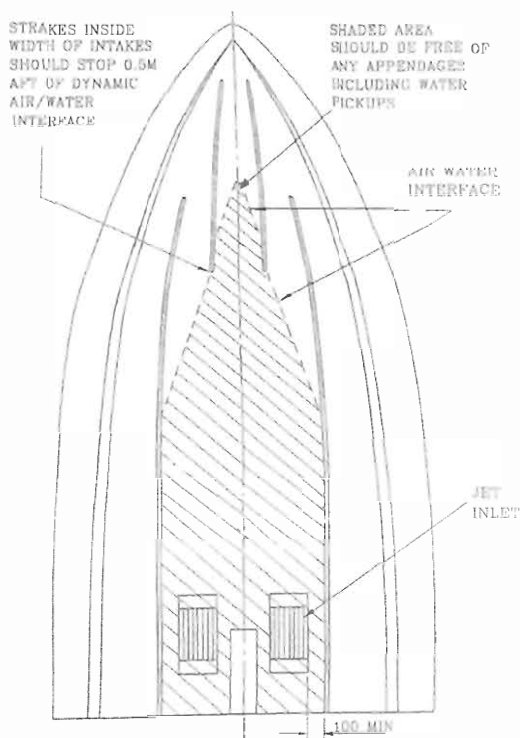 STRAKES INSIDE
WIDTH OF INTAKES
SHOULD STOP 0.5M
AFT OF DYNAMIC
AIR/WATER
INTERFACE
SHADED AREA
SHOULD BE FREE OF
ANY APPENDAGES
INCLUDING WATER
PICKUPS
AIR WATER
INTERFACE
JET
INLET
100 MIN